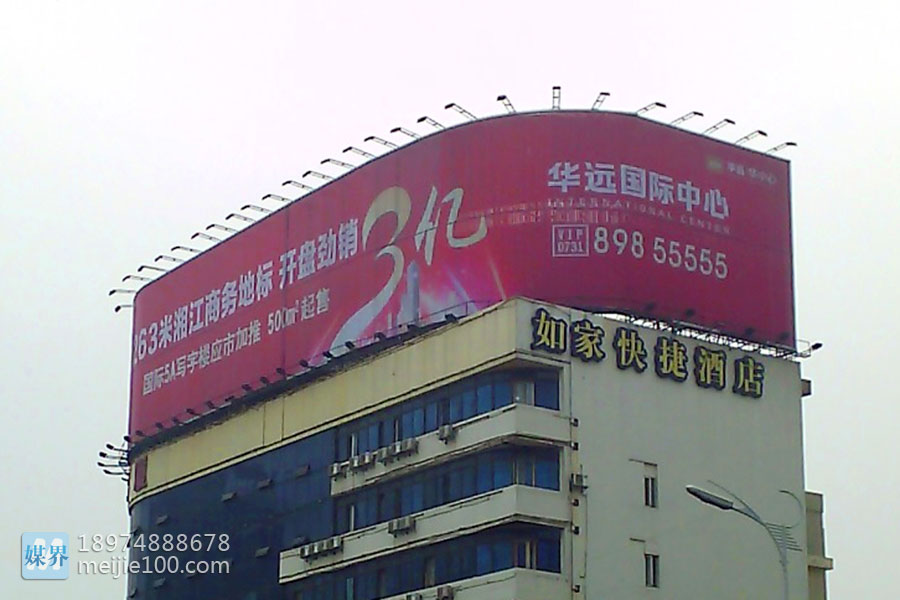 华远国际中心
INTERNATIONAL CENTER
VIP
0731
898 55555
63米湘江商务地标 开盘劲销
3亿
国际5A写字楼应市加推 500m²起售
如家快捷酒店
媒界
18974888678
meijie100.com